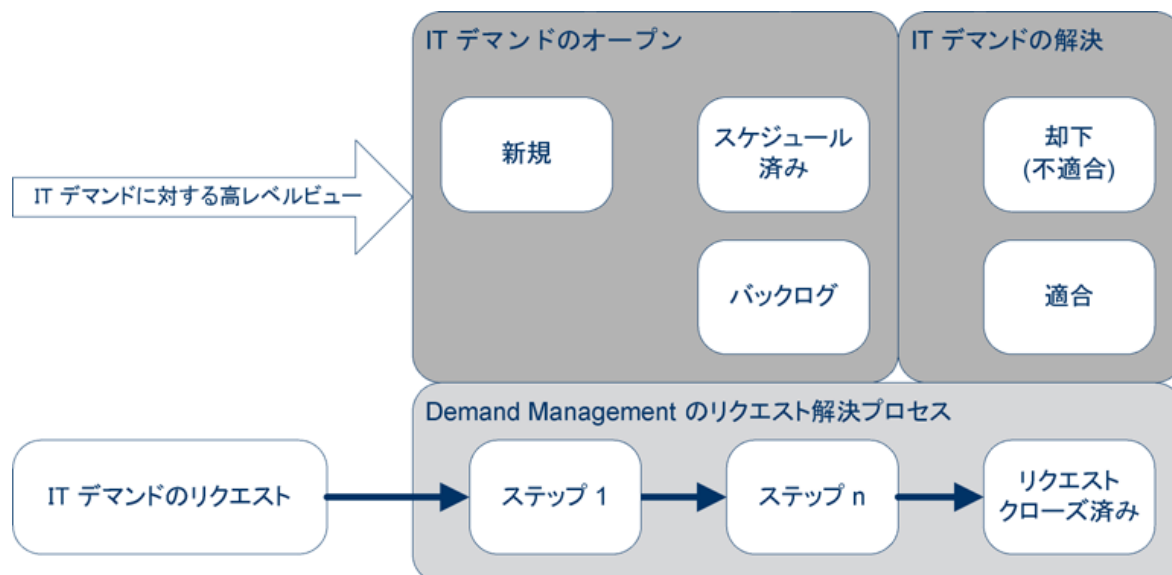 IT デマンドのオープン
IT デマンドの解決
新規
スケジュール
済み
却下
(不適合)
IT デマンドに対する高レベルビュー
バックログ
適合
Demand Management のリクエスト解決プロセス
IT デマンドのリクエスト
ステップ 1
ステップ n
リクエスト
クローズ済み